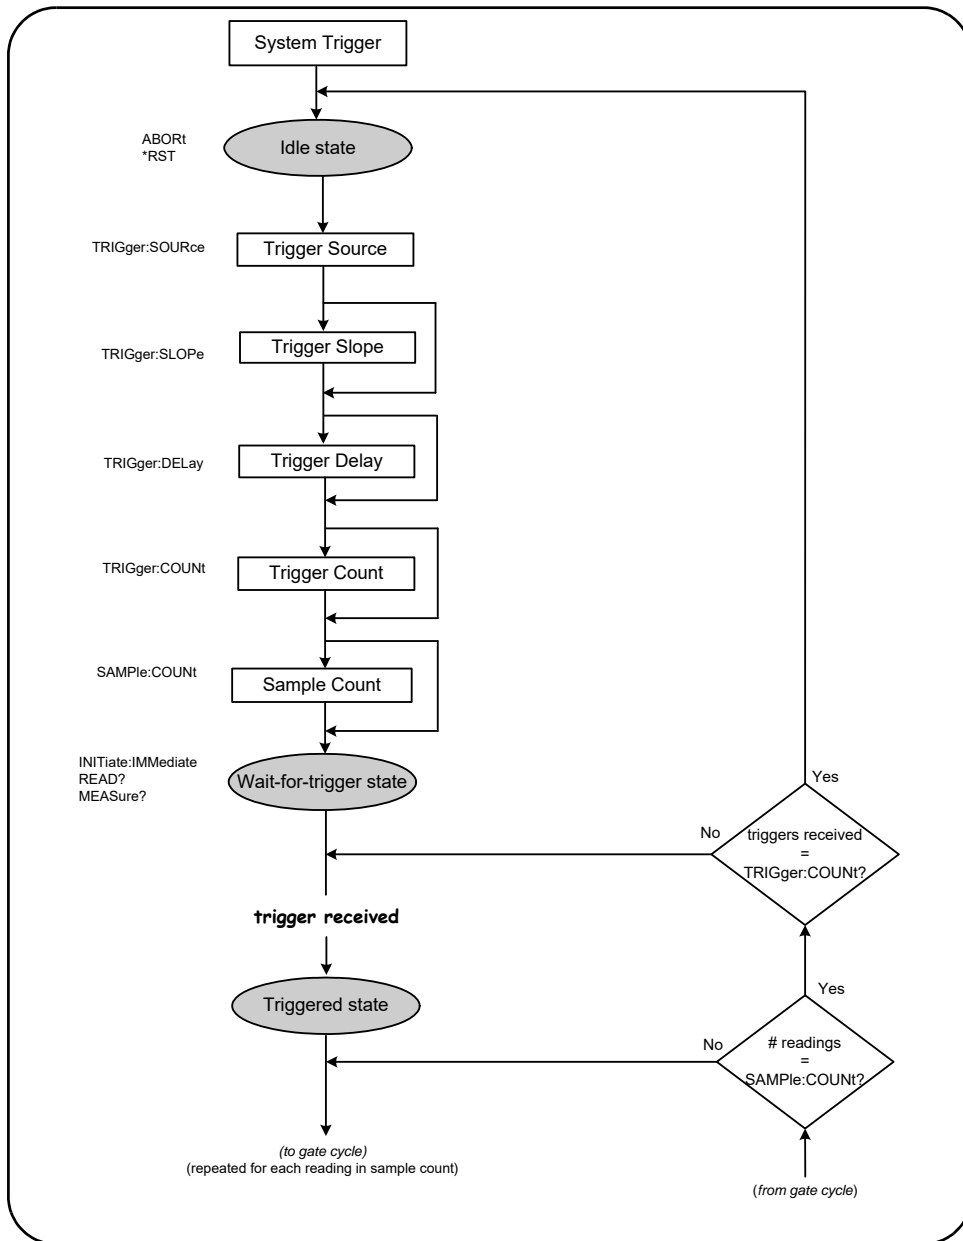 System Trigger
ABORt
*RST
Idle state
TRIGger:SOURce
Trigger Source
TRIGger:SLOPe
Trigger Slope
TRIGger:DELay
Trigger Delay
TRIGger:COUNt
Trigger Count
SAMPle:COUNt
Sample Count
INITiate:IMMediate
READ?
MEASure?
Wait-for-trigger state
Yes
No
triggers received
=
TRIGger:COUNt?
trigger received
Triggered state
Yes
No
# readings
=
SAMPle:COUNt?
(to gate cycle)
(repeated for each reading in sample count)
(from gate cycle)